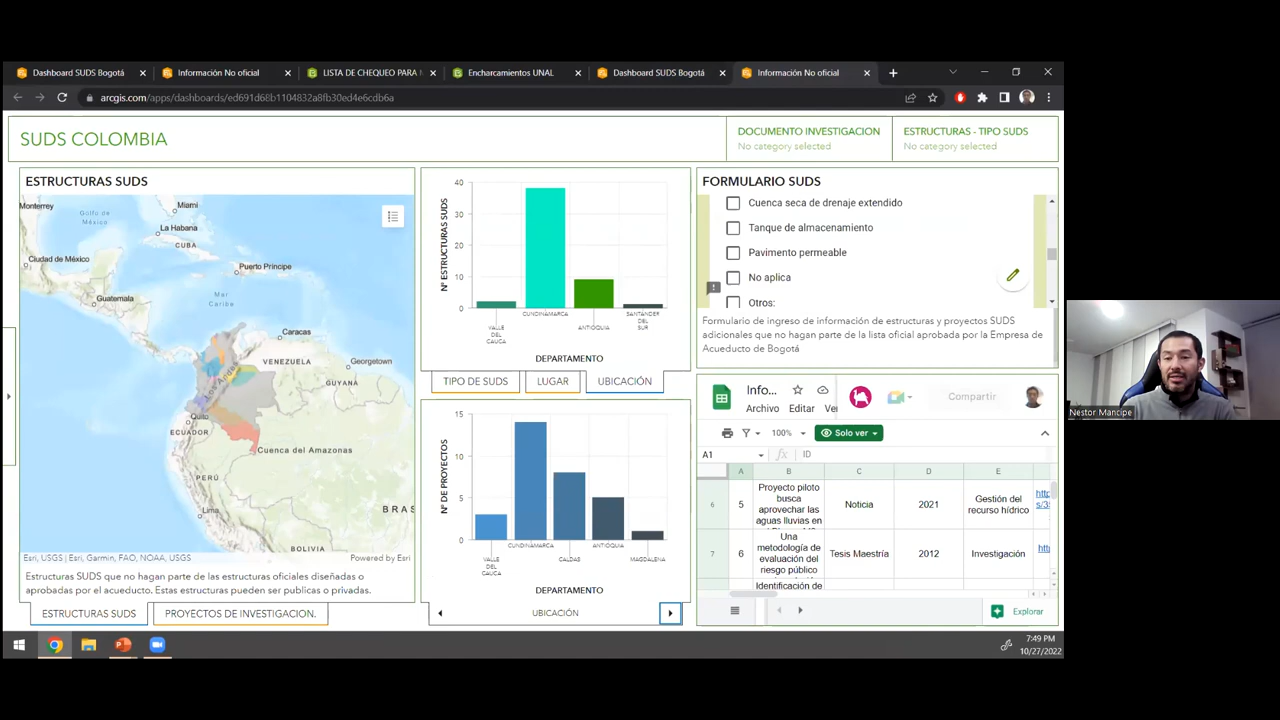 Dashboard SUDS Bogotá
Información No oficial
LISTA DE CHEQUEO PARA
Encharcamientos UNAL
Dashboard SUDS Bogotá
Información No oficial
arcgis.com/apps/dashboards/ed691d68b1104832a8fb30ed4e6cdb6a
SUDS COLOMBIA
DOCUMENTO INVESTIGACION
No category selected
ESTRUCTURAS - TIPO SUDS
No category selected
ESTRUCTURAS SUDS
Monterrey
Golfo de
México
Miami
La Habana
CUBA
Ciudad de México
Puerto Príncipe
Guatemala
Mar
Caribe
Caracas
VENEZUELA
Georgetown
GUYANA
Los Andes
Quito
ECUADOR
Cuenca del Amazonas
PERÚ
Lima
BRAS
BOLIVIA
Esri, USGS | Esri, Garmin, FAO, NOAA, USGS
Powered by Esri
Estructuras SUDS que no hagan parte de las estructuras oficiales diseñadas o
aprobadas por el acueducto. Estas estructuras pueden ser publicas o privadas.
ESTRUCTURAS SUDS
PROYECTOS DE INVESTIGACION.
Nº ESTRUCTURAS SUDS
40
30
20
10
0
VALLE
DEL
CAUCA
CUNDINAMARCA
ANTIOQUIA
SANTANDER
DEL
SUR
DEPARTAMENTO
TIPO DE SUDS
LUGAR
UBICACIÓN
Nº DE PROYECTOS
15
10
5
0
VALLE
DEL
CAUCA
CUNDINAMARCA
CALDAS
ANTIOQUIA
MAGDALENA
DEPARTAMENTO
UBICACIÓN
FORMULARIO SUDS
Cuenca seca de drenaje extendido
Tanque de almacenamiento
Pavimento permeable
No aplica
Otros:
Formulario de ingreso de información de estructuras y proyectos SUDS
adicionales que no hagan parte de la lista oficial aprobada por la Empresa de
Acueducto de Bogotá
Info...
Archivo Editar Ver
Compartir
100%
Solo ver
A1
fx ID
A B C D E
6
5
Proyecto piloto
busca
aprovechar las
aguas lluvias en
Noticia
2021
Gestión del
recurso hídrico
http
s/3
7
6
Una
metodología de
evaluación del
riesgo público
Tesis Maestría
2012
Investigación
http
Identificación de
Explorar
7:49 PM
10/27/2022
Nestor Mancipe